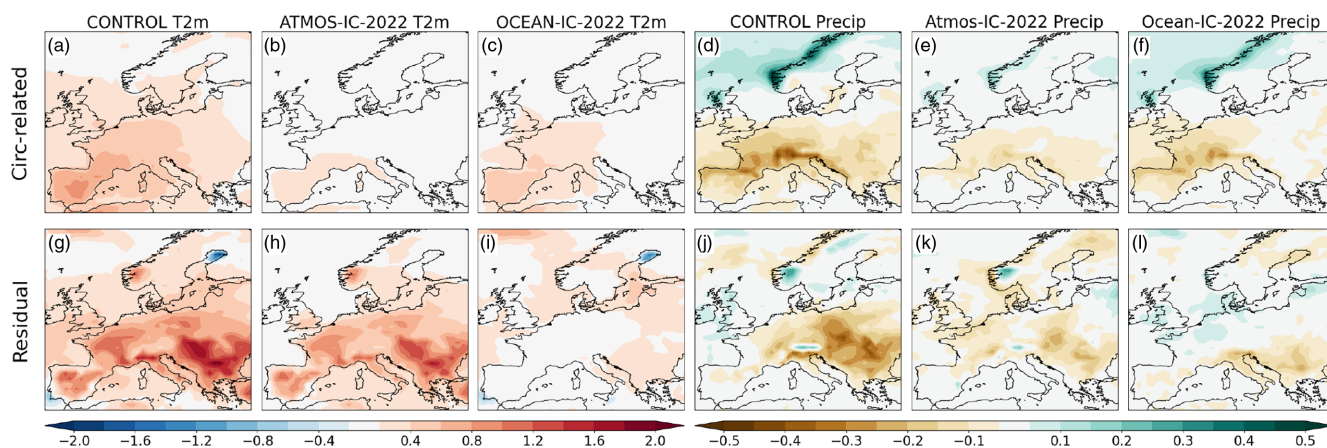 CONTROL T2m ATMOS-IC-2022 T2m OCEAN-IC-2022 T2m CONTROL Precip Atmos-IC-2022 Precip Ocean-IC-2022 Precip
Circ-related
(a) (b) (c) (d) (e) (f)
Residual
(g) (h) (i) (j) (k) (l)
−2.0 −1.6 −1.2 −0.8 −0.4 0.4 0.8 1.2 1.6 2.0 −0.5 −0.4 −0.3 −0.2 −0.1 0.1 0.2 0.3 0.4 0.5